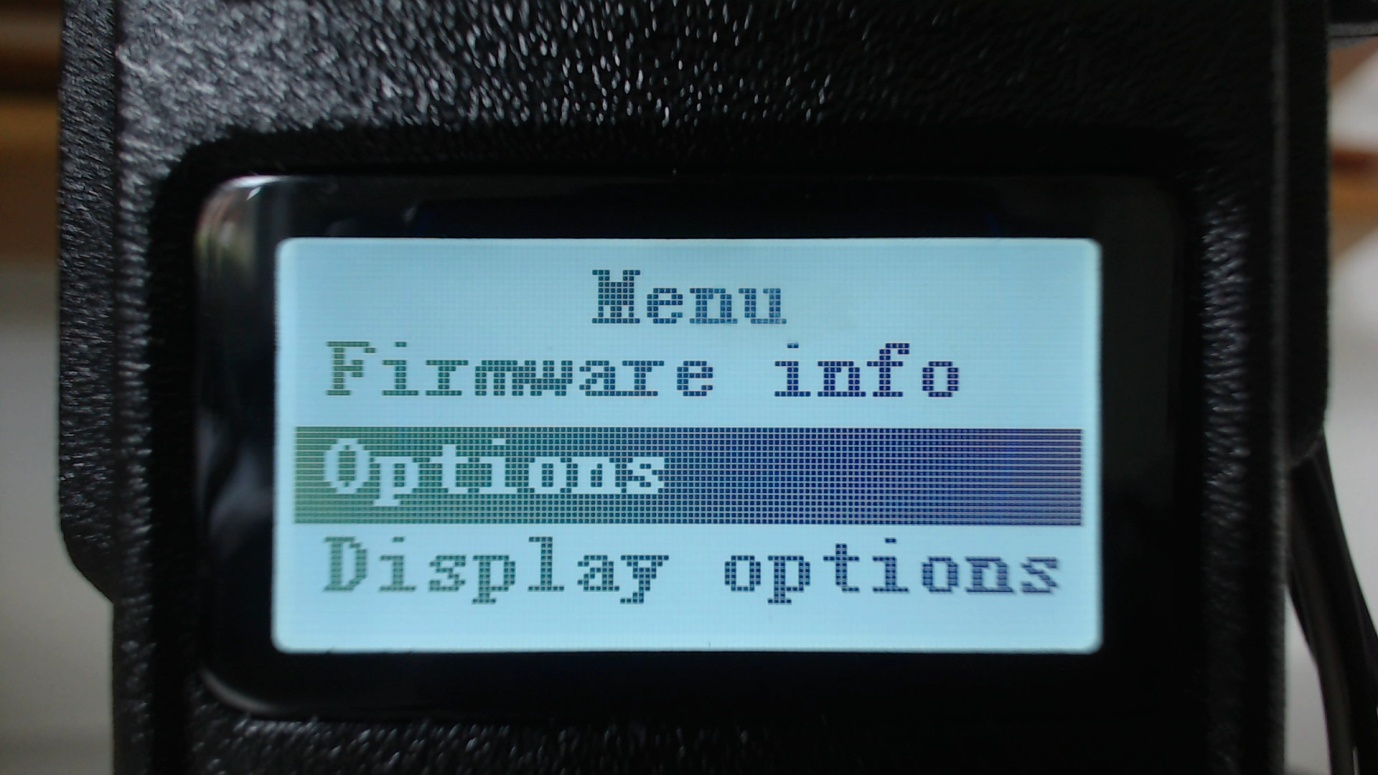 Menu
Firmware info
Options
Display options